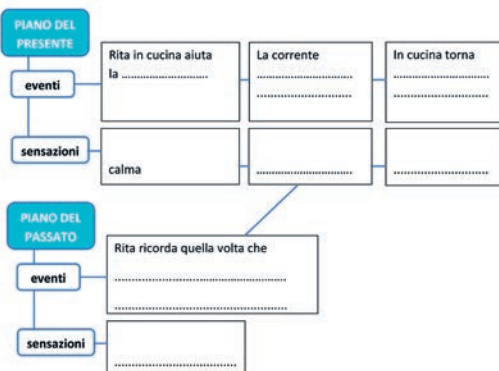 PIANO DEL
PRESENTE
eventi
Rita in cucina aiuta
la ..............................
La corrente
..................................
..................................
In cucina torna
..................................
..................................
sensazioni
calma
..................................
..................................
PIANO DEL
PASSATO
eventi
Rita ricorda quella volta che
..............................................................
..............................................................
sensazioni
............................................